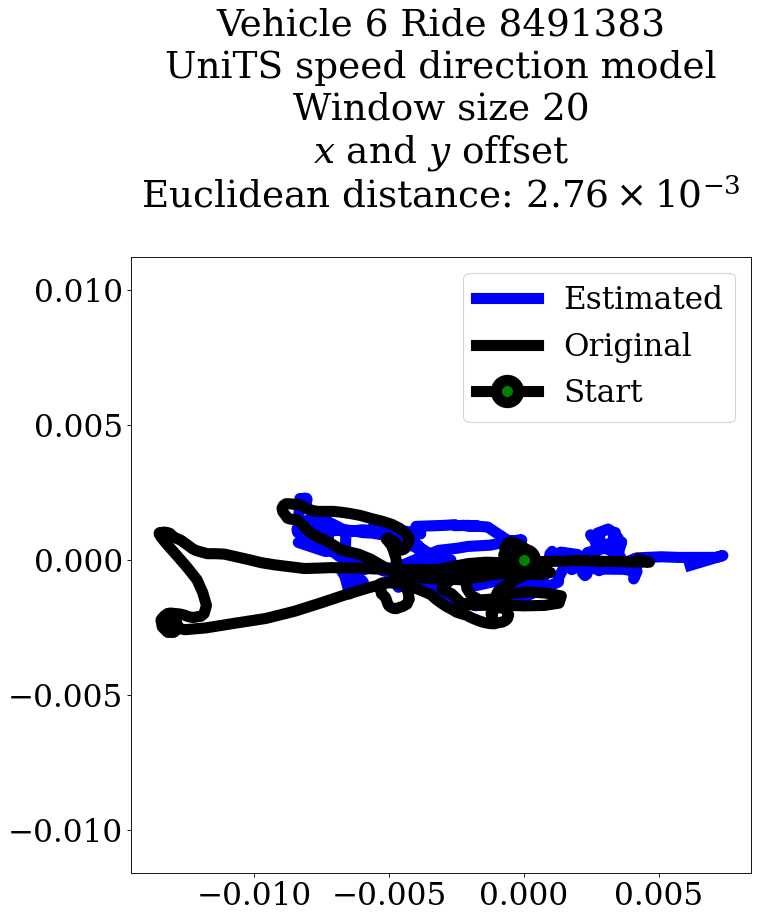 Vehicle 6 Ride 8491383
UniTS speed direction model
Window size 20
x and y offset
Euclidean distance: 2.76 × 10⁻³
Estimated
Original
Start
0.010
0.005
0.000
−0.005
−0.010
−0.010 −0.005 0.000 0.005